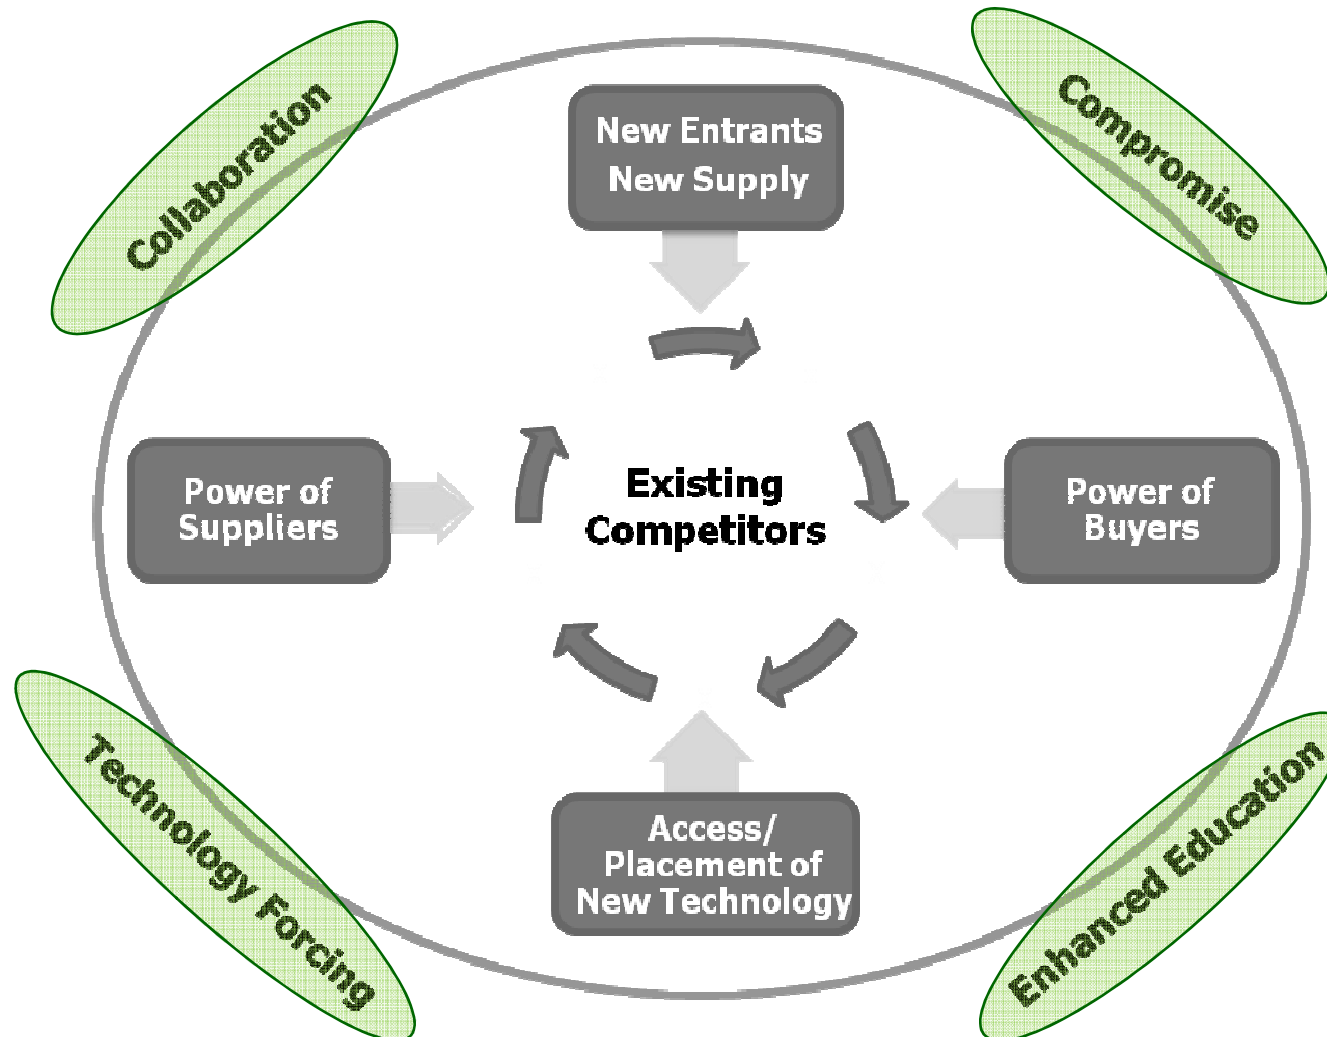 Collaboration
Compromise
New Entrants
New Supply
Power of
Suppliers
Existing
Competitors
Power of
Buyers
Technology Forcing
Access/
Placement of
New Technology
Enhanced Education